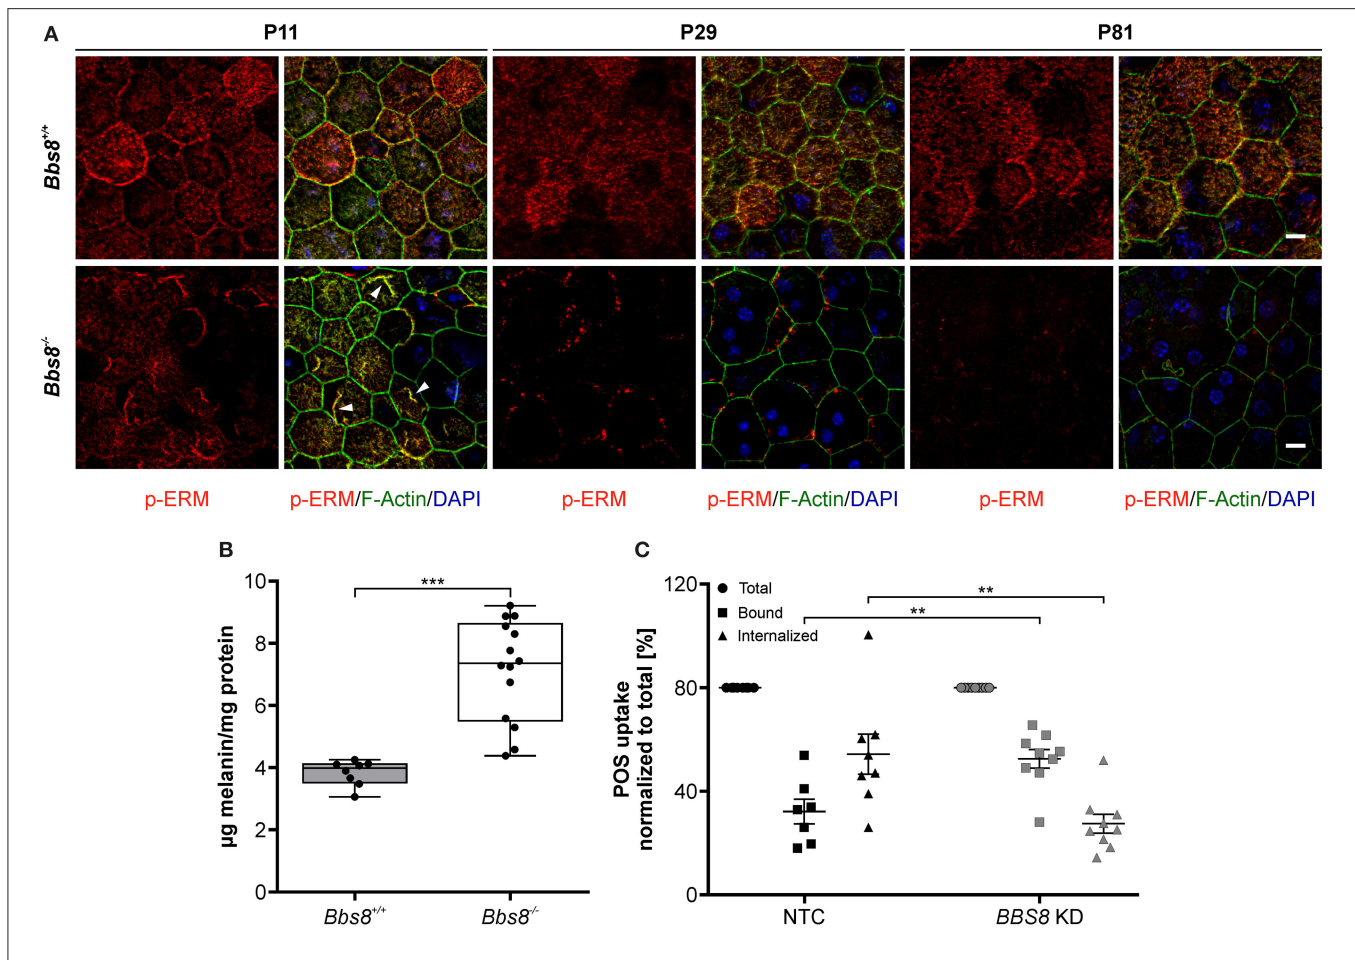 A
P11 P29 P81
Bbs8+/+
Bbs8-/-
p-ERM p-ERM/F-Actin/DAPI p-ERM p-ERM/F-Actin/DAPI p-ERM p-ERM/F-Actin/DAPI
B
µg melanin/mg protein
10
8
6
4
2
0
***
Bbs8+/+ Bbs8-/-
C
POS uptake
normalized to total [%]
120
80
40
0
Total
Bound
Internalized
**
**
NTC BBS8 KD